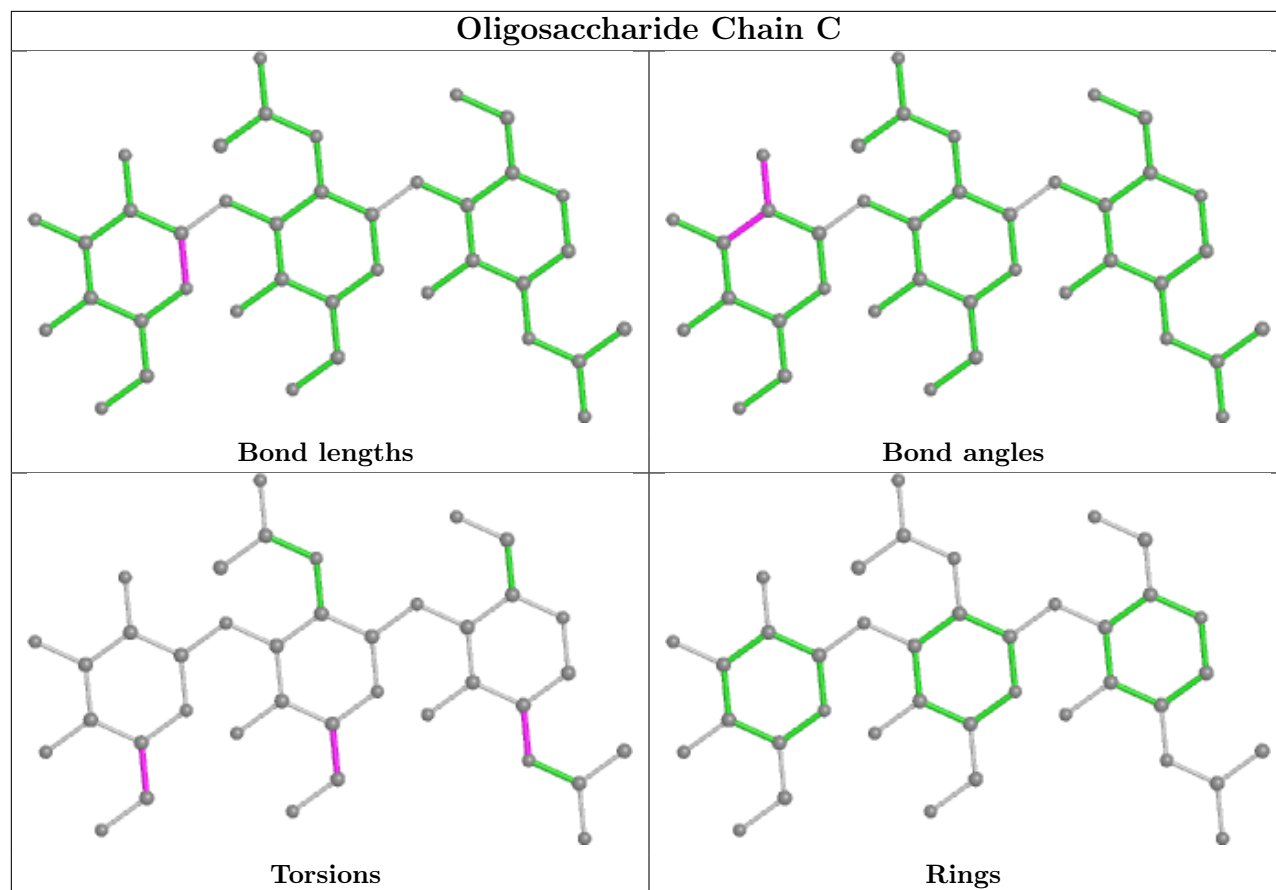 Oligosaccharide Chain C
Bond lengths
Bond angles
Torsions
Rings